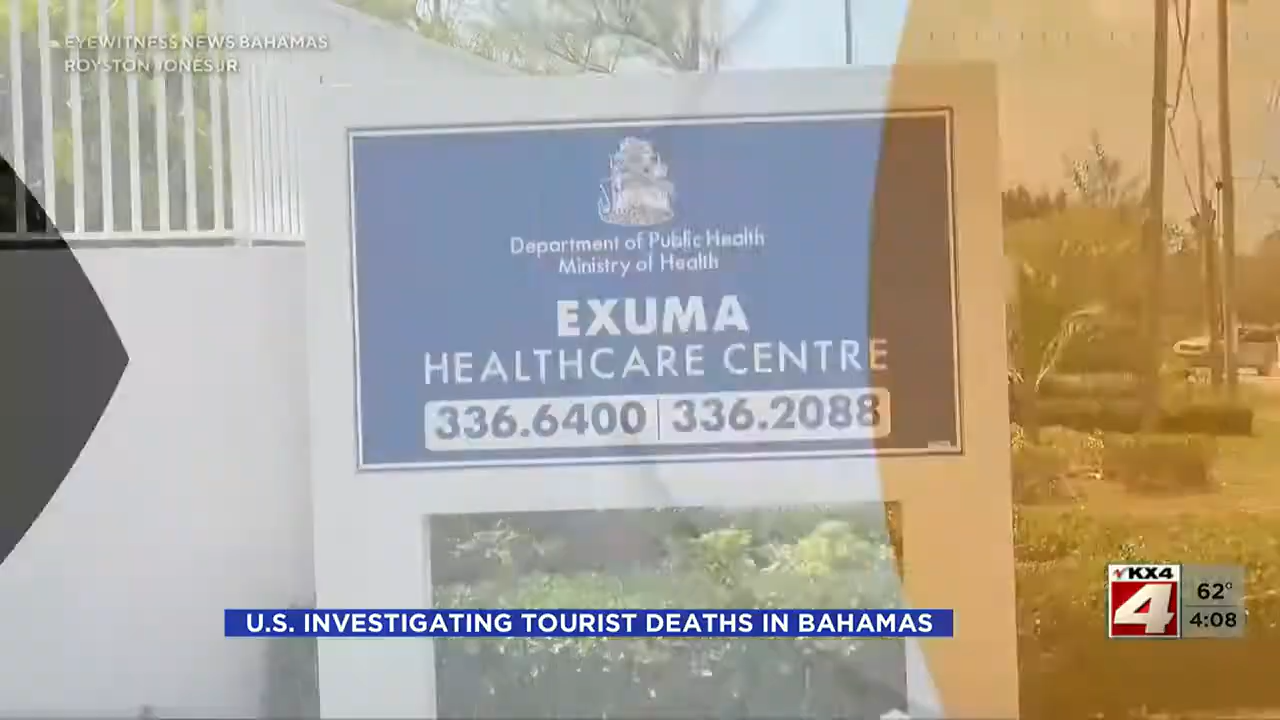 EYEWITNESS NEWS BAHAMAS
ROYSTON JONES JR.
Department of Public Health
Ministry of Health
EXUMA
HEALTHCARE CENTRE
336.6400 | 336.2088
U.S. INVESTIGATING TOURIST DEATHS IN BAHAMAS
KX4
4
62°
4:08